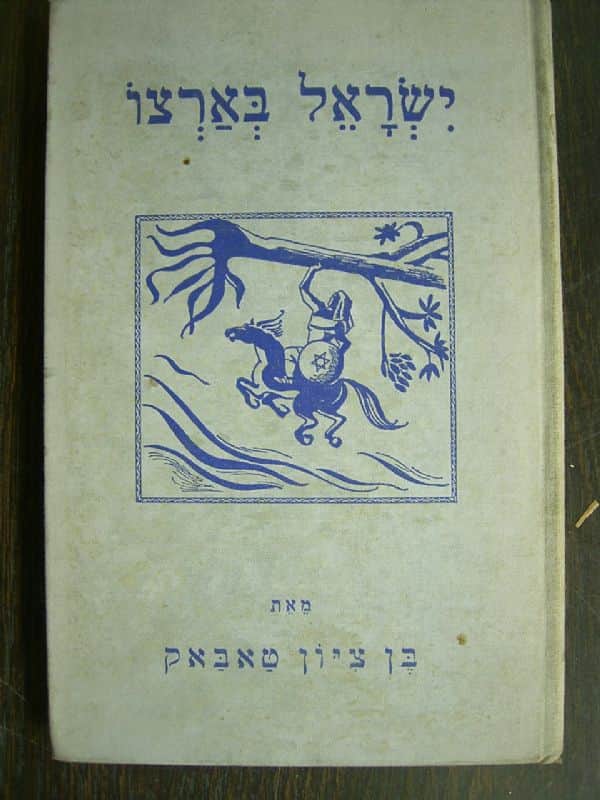 יִשְׂרָאֵל בְּאַרְצוֹ
מֵאֵת
בֶּן צִיּוֹן טַאבַּאק